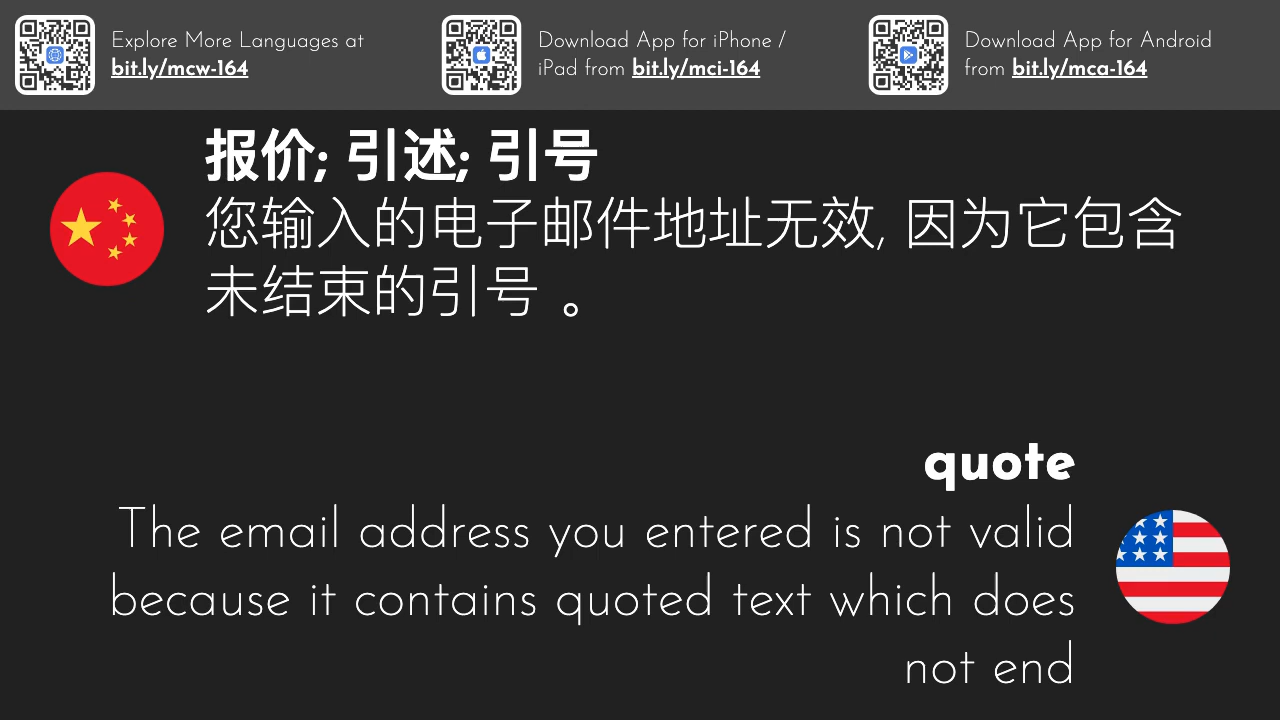 Explore More Languages at
bit.ly/mcw-164
Download App for iPhone /
iPad from bit.ly/mci-164
Download App for Android
from bit.ly/mca-164
报价; 引述; 引号
您输入的电子邮件地址无效, 因为它包含
未结束的引号 。
quote
The email address you entered is not valid
because it contains quoted text which does
not end